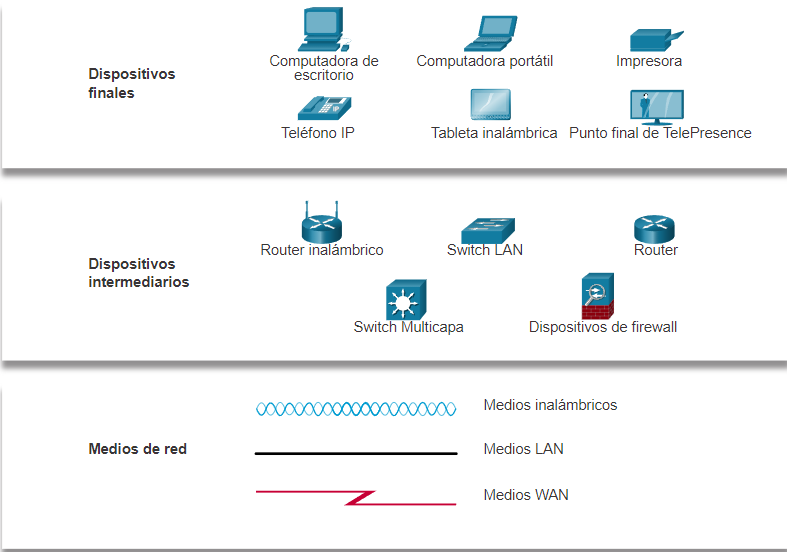 Dispositivos
finales
Computadora de
escritorio
Computadora portátil
Impresora
Teléfono IP
Tableta inalámbrica
Punto final de TelePresence
Dispositivos
intermediarios
Router inalámbrico
Switch LAN
Router
Switch Multicapa
Dispositivos de firewall
Medios de red
Medios inalámbricos
Medios LAN
Medios WAN